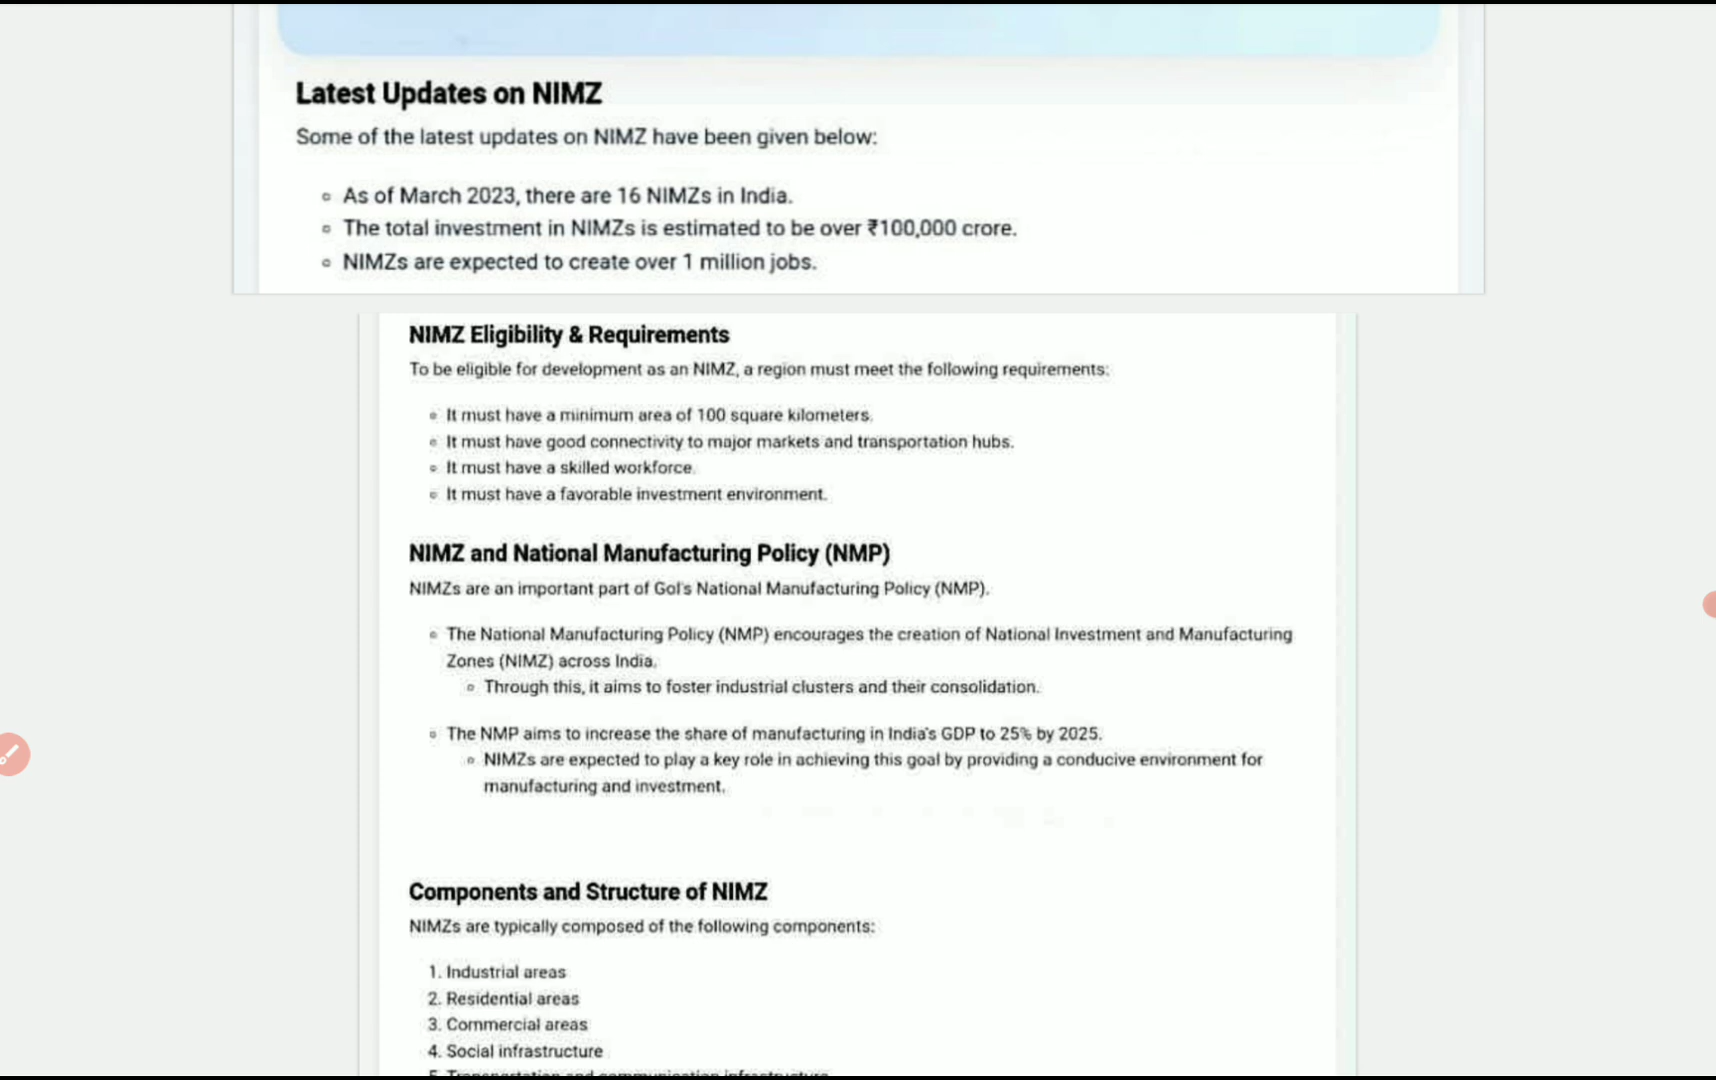 Latest Updates on NIMZ
Some of the latest updates on NIMZ have been given below:
As of March 2023, there are 16 NIMZs in India.
The total investment in NIMZs is estimated to be over ₹100,000 crore.
NIMZs are expected to create over 1 million jobs.
NIMZ Eligibility & Requirements
To be eligible for development as an NIMZ, a region must meet the following requirements:
It must have a minimum area of 100 square kilometers.
It must have good connectivity to major markets and transportation hubs.
It must have a skilled workforce.
It must have a favorable investment environment.
NIMZ and National Manufacturing Policy (NMP)
NIMZs are an important part of GoI's National Manufacturing Policy (NMP).
The National Manufacturing Policy (NMP) encourages the creation of National Investment and Manufacturing
Zones (NIMZ) across India.
Through this, it aims to foster industrial clusters and their consolidation.
The NMP aims to increase the share of manufacturing in India's GDP to 25% by 2025.
NIMZs are expected to play a key role in achieving this goal by providing a conducive environment for
manufacturing and investment.
Components and Structure of NIMZ
NIMZs are typically composed of the following components:
1. Industrial areas
2. Residential areas
3. Commercial areas
4. Social infrastructure
5. Transportation and communication infrastructure